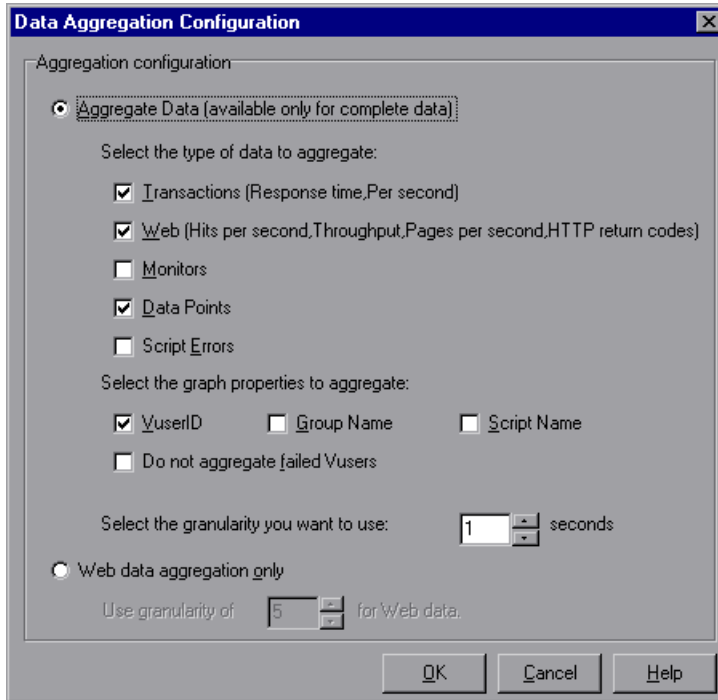 Data Aggregation Configuration
Aggregation configuration
Aggregate Data (available only for complete data)
Select the type of data to aggregate:
Transactions (Response time,Per second)
Web (Hits per second,Throughput,Pages per second,HTTP return codes)
Monitors
Data Points
Script Errors
Select the graph properties to aggregate:
VuserID Group Name Script Name
Do not aggregate failed Vusers
Select the granularity you want to use: 1 seconds
Web data aggregation only
Use granularity of 5 for Web data.
OK Cancel Help